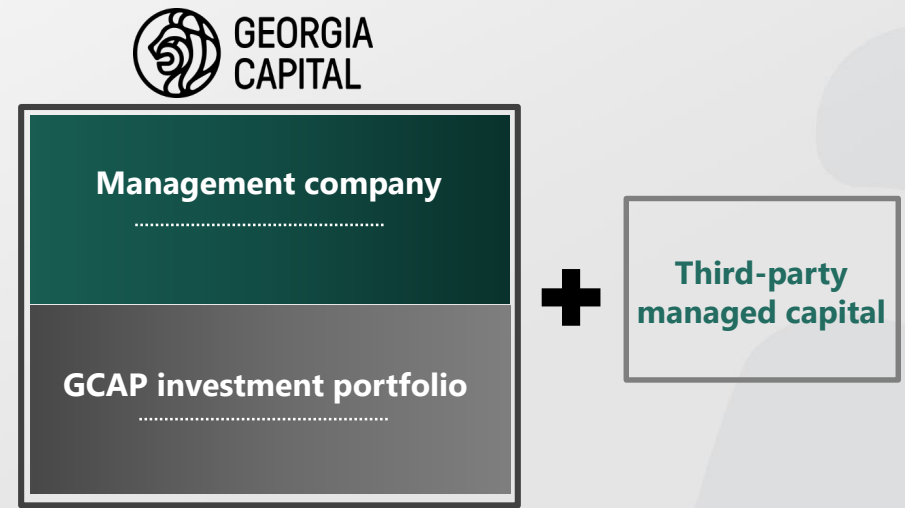 GEORGIA
CAPITAL
Management company
GCAP investment portfolio
Third-party
managed capital